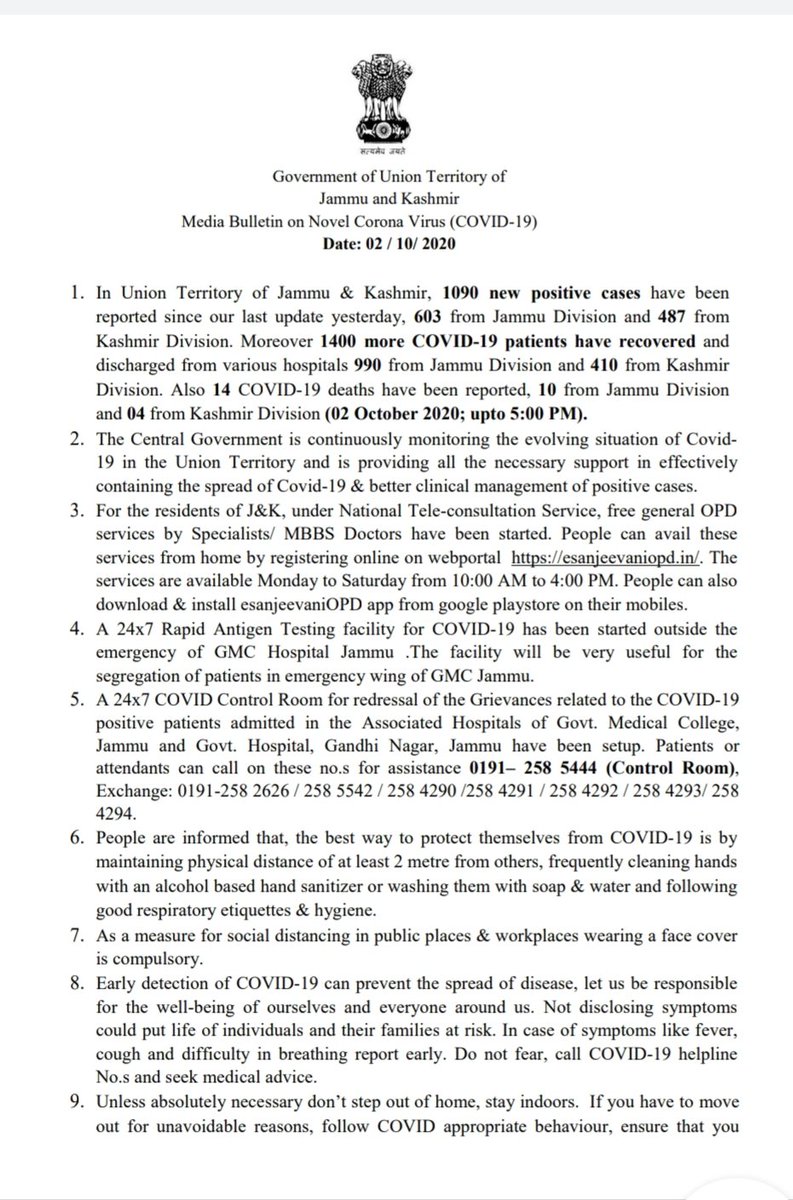 सत्यमेव जयते
Government of Union Territory of
Jammu and Kashmir
Media Bulletin on Novel Corona Virus (COVID-19)
Date: 02 / 10/ 2020
1. In Union Territory of Jammu & Kashmir, 1090 new positive cases have been
reported since our last update yesterday, 603 from Jammu Division and 487 from
Kashmir Division. Moreover 1400 more COVID-19 patients have recovered and
discharged from various hospitals 990 from Jammu Division and 410 from Kashmir
Division. Also 14 COVID-19 deaths have been reported, 10 from Jammu Division
and 04 from Kashmir Division (02 October 2020; upto 5:00 PM).
2. The Central Government is continuously monitoring the evolving situation of Covid-
19 in the Union Territory and is providing all the necessary support in effectively
containing the spread of Covid-19 & better clinical management of positive cases.
3. For the residents of J&K, under National Tele-consultation Service, free general OPD
services by Specialists/ MBBS Doctors have been started. People can avail these
services from home by registering online on webportal https://esanjeevaniopd.in/. The
services are available Monday to Saturday from 10:00 AM to 4:00 PM. People can also
download & install esanjeevaniOPD app from google playstore on their mobiles.
4. A 24x7 Rapid Antigen Testing facility for COVID-19 has been started outside the
emergency of GMC Hospital Jammu .The facility will be very useful for the
segregation of patients in emergency wing of GMC Jammu.
5. A 24x7 COVID Control Room for redressal of the Grievances related to the COVID-19
positive patients admitted in the Associated Hospitals of Govt. Medical College,
Jammu and Govt. Hospital, Gandhi Nagar, Jammu have been setup. Patients or
attendants can call on these no.s for assistance 0191– 258 5444 (Control Room),
Exchange: 0191-258 2626 / 258 5542 / 258 4290 /258 4291 / 258 4292 / 258 4293/ 258
4294.
6. People are informed that, the best way to protect themselves from COVID-19 is by
maintaining physical distance of at least 2 metre from others, frequently cleaning hands
with an alcohol based hand sanitizer or washing them with soap & water and following
good respiratory etiquettes & hygiene.
7. As a measure for social distancing in public places & workplaces wearing a face cover
is compulsory.
8. Early detection of COVID-19 can prevent the spread of disease, let us be responsible
for the well-being of ourselves and everyone around us. Not disclosing symptoms
could put life of individuals and their families at risk. In case of symptoms like fever,
cough and difficulty in breathing report early. Do not fear, call COVID-19 helpline
No.s and seek medical advice.
9. Unless absolutely necessary don’t step out of home, stay indoors. If you have to move
out for unavoidable reasons, follow COVID appropriate behaviour, ensure that you